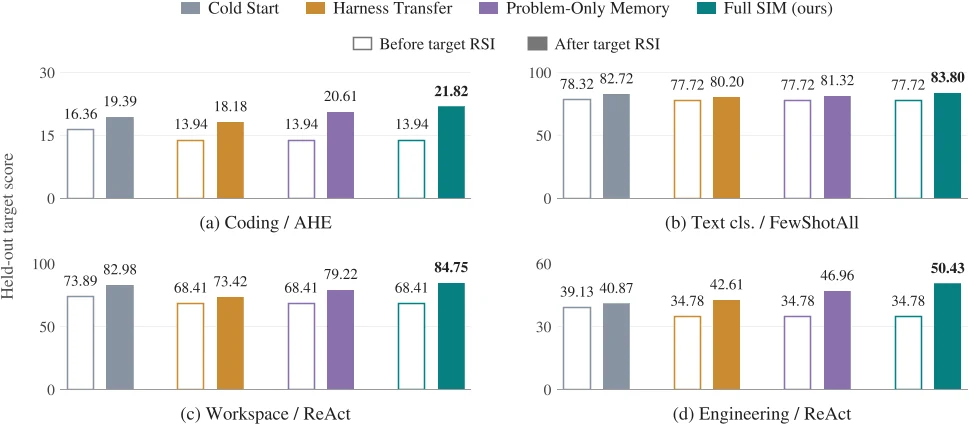 Cold Start Harness Transfer Problem-Only Memory Full SIM (ours)
Before target RSI After target RSI
Held-out target score
30
15
0
16.36 19.39 13.94 18.18 13.94 20.61 13.94 21.82
(a) Coding / AHE
100
50
0
78.32 82.72 77.72 80.20 77.72 81.32 77.72 83.80
(b) Text cls. / FewShotAll
100
50
0
73.89 82.98 68.41 73.42 68.41 79.22 68.41 84.75
(c) Workspace / ReAct
60
30
0
39.13 40.87 34.78 42.61 34.78 46.96 34.78 50.43
(d) Engineering / ReAct